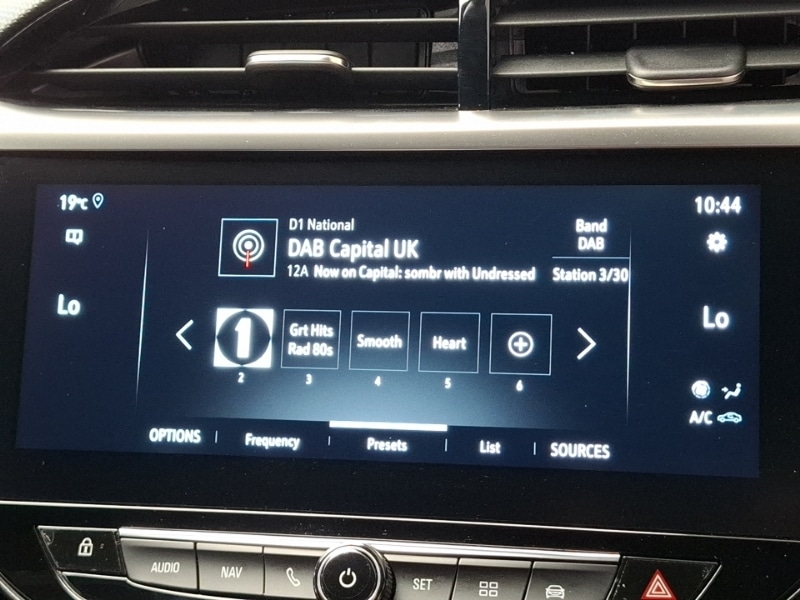 19°C
10:44
D1 National
DAB Capital UK
12A Now on Capital: sombr with Undressed
Band
DAB
Station 3/30
Lo
Lo
1
Grt Hits
Rad 80s
Smooth
Heart
2
3
4
5
6
A/C
OPTIONS
Frequency
Presets
List
SOURCES
AUDIO
NAV
SET